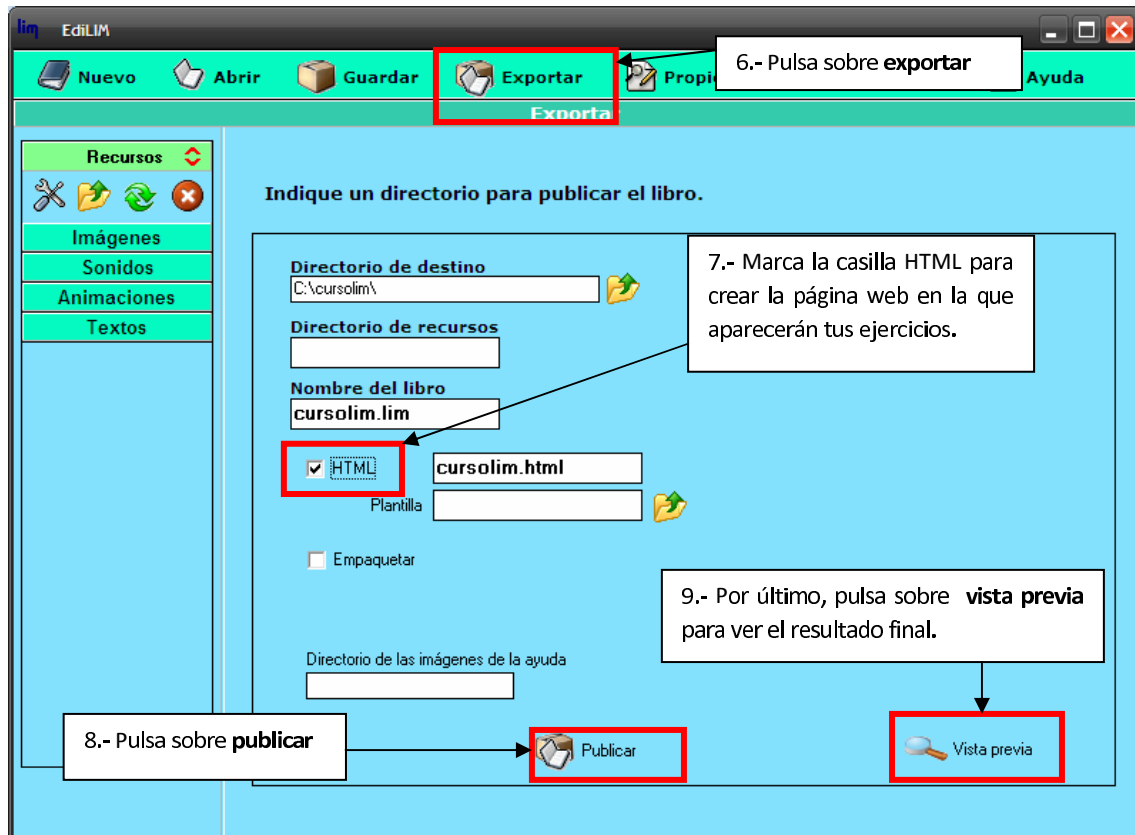 lim EdiLIM
Nuevo Abrir Guardar Exportar Propie Ayuda
6.- Pulsa sobre exportar
Exportar
Recursos
Imágenes
Sonidos
Animaciones
Textos
Indique un directorio para publicar el libro.
7.- Marca la casilla HTML para
crear la página web en la que
aparecerán tus ejercicios.
Directorio de destino
C:\cursolim\
Directorio de recursos
Nombre del libro
cursolim.lim
HTML cursolim.html
Plantilla
Empaquetar
9.- Por último, pulsa sobre vista previa
para ver el resultado final.
Directorio de las imágenes de la ayuda
8.- Pulsa sobre publicar
Publicar
Vista previa